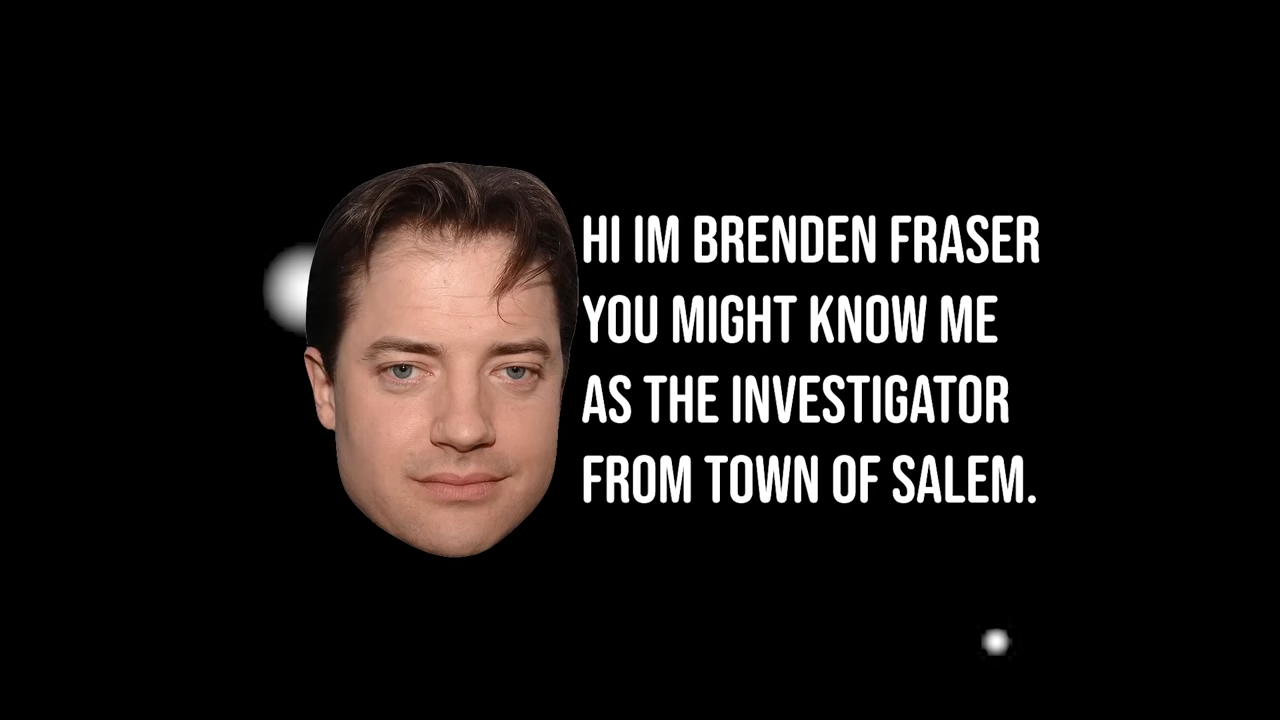 HI IM BRENDEN FRASER
YOU MIGHT KNOW ME
AS THE INVESTIGATOR
FROM TOWN OF SALEM.